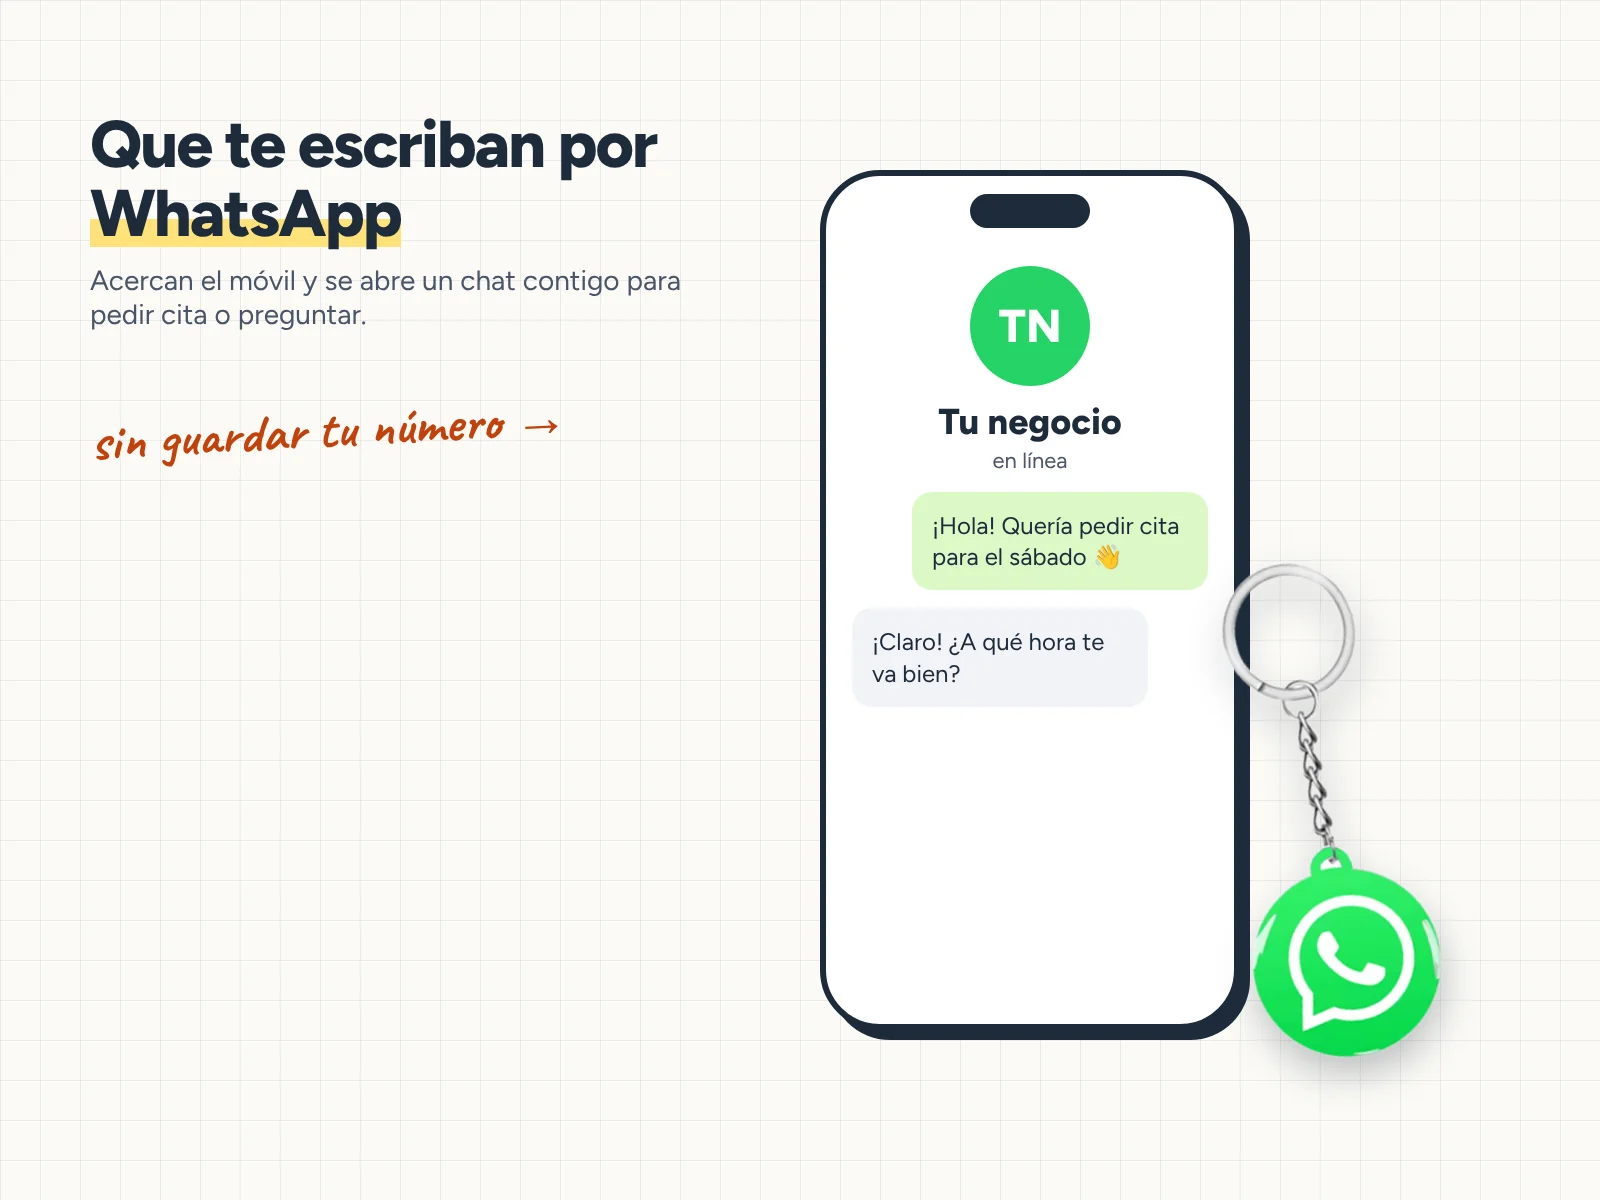 Que te escriban por
WhatsApp
Acercan el móvil y se abre un chat contigo para
pedir cita o preguntar.
sin guardar tu número →
TN
Tu negocio
en línea
¡Hola! Quería pedir cita
para el sábado 👋
¡Claro! ¿A qué hora te
va bien?